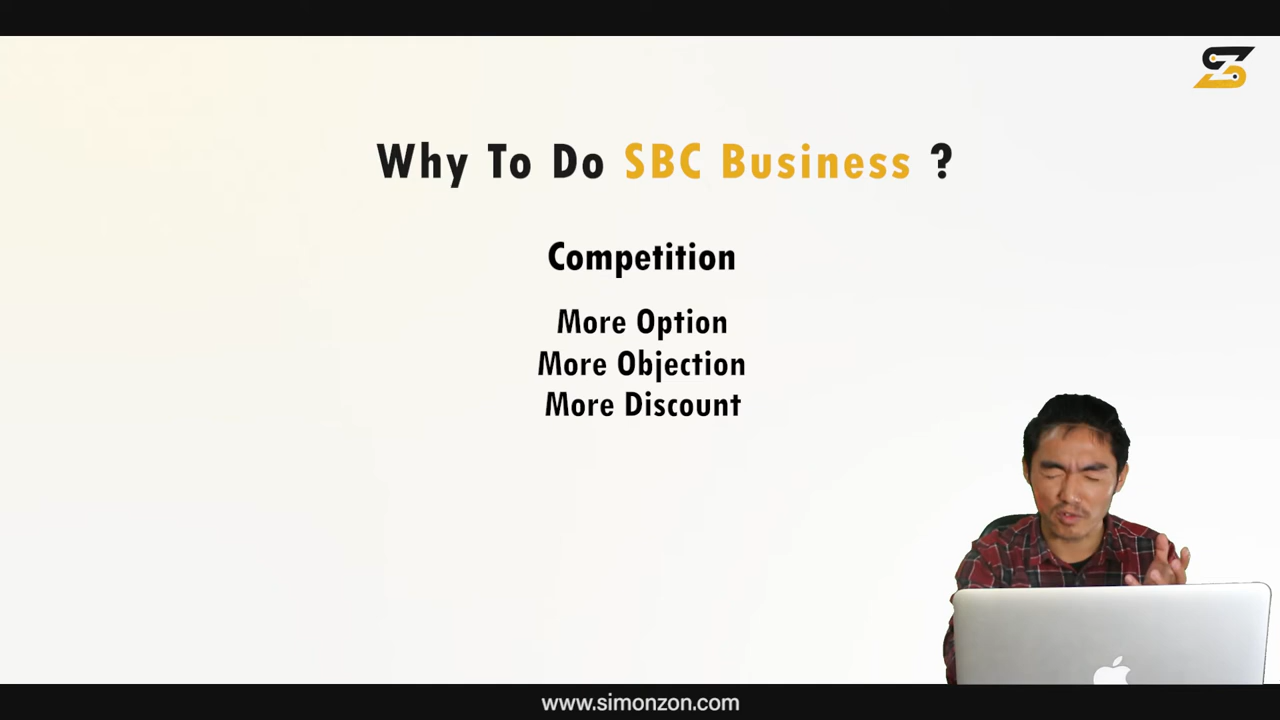 Why To Do SBC Business ?
Competition
More Option
More Objection
More Discount
www.simonzon.com